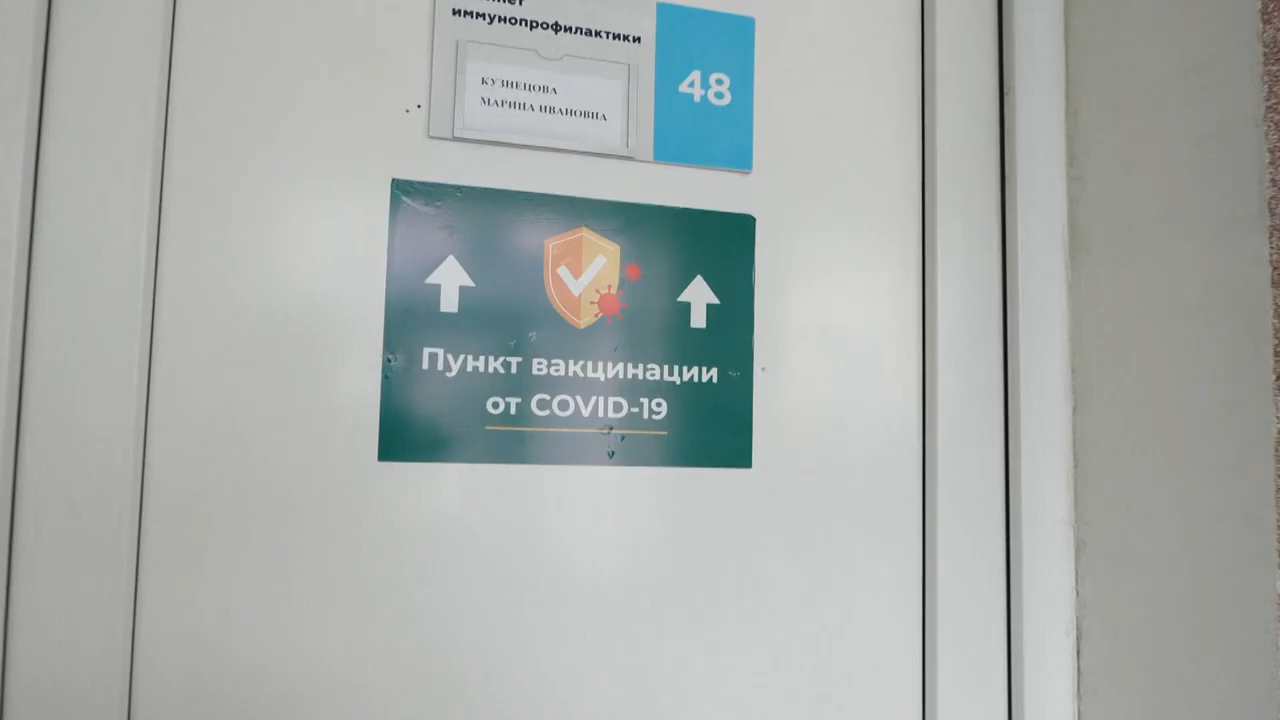 иммунопрофилактики
КУЗНЕЦОВА
МАРИНА ИВАНОВНА
48
Пункт вакцинации
от COVID-19